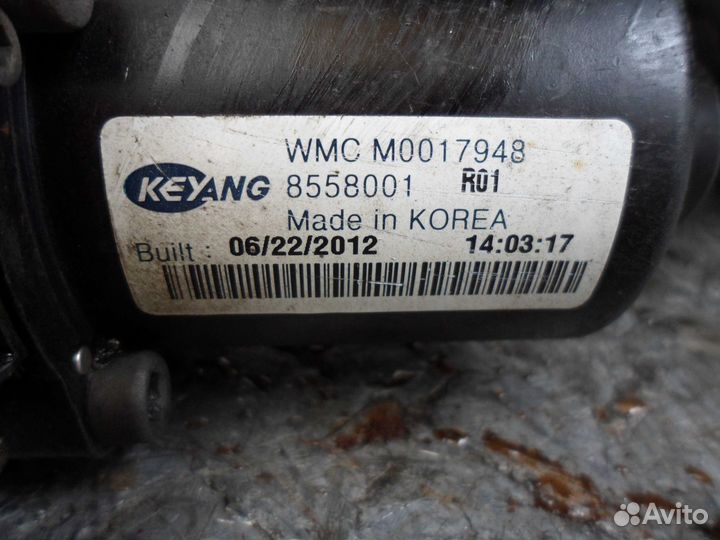 WMC M0017948
KEYANG 8558001 R01
Made in KOREA
Built : 06/22/2012 14:03:17
Avito